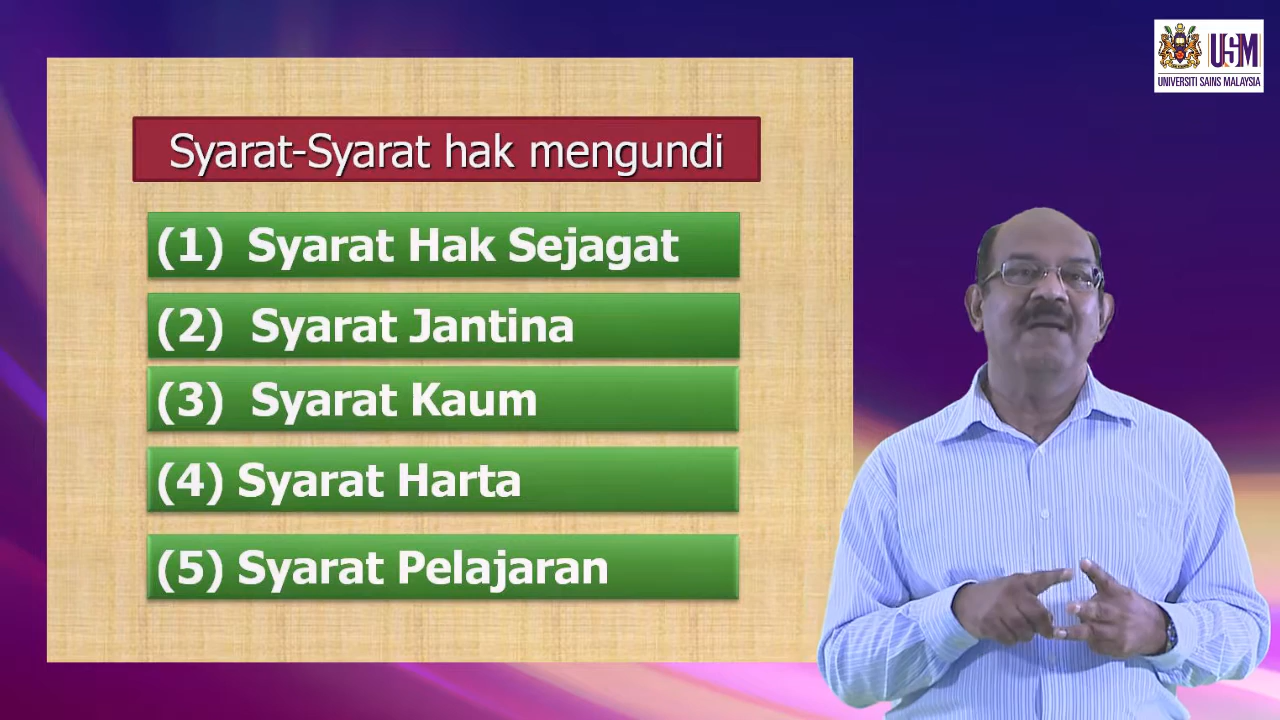 USM
UNIVERSITI SAINS MALAYSIA
Syarat-Syarat hak mengundi
(1) Syarat Hak Sejagat
(2) Syarat Jantina
(3) Syarat Kaum
(4) Syarat Harta
(5) Syarat Pelajaran